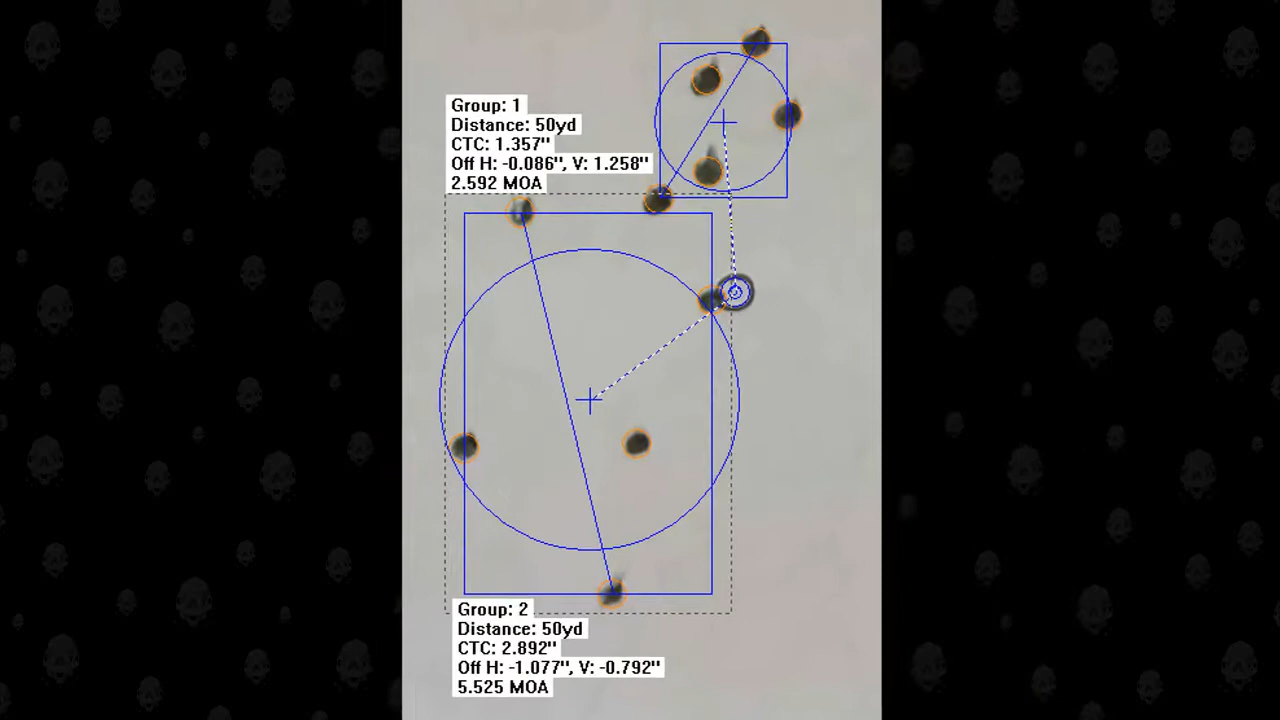 Group: 1
Distance: 50yd
CTC: 1.357"
Off H: -0.086", V: 1.258"
2.592 MOA
Group: 2
Distance: 50yd
CTC: 2.892"
Off H: -1.077", V: -0.792"
5.525 MOA